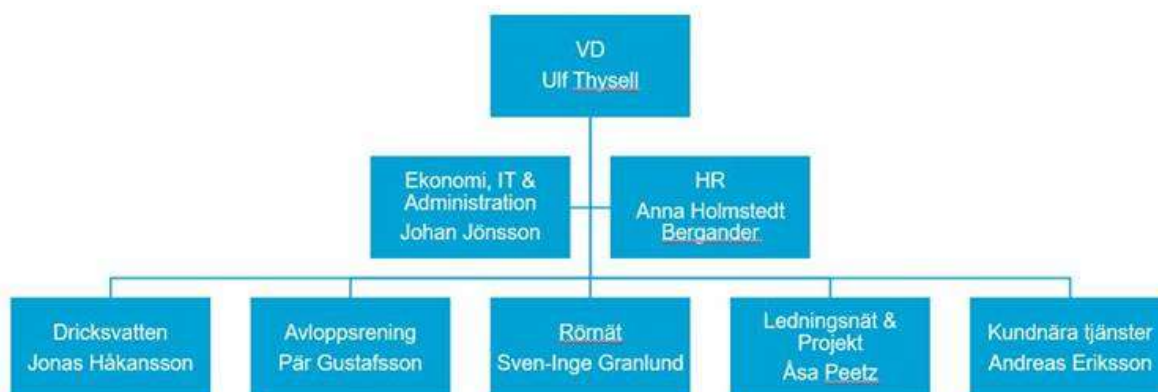 VD
Ulf Thysell
Ekonomi, IT &
Administration
Johan Jönsson
HR
Anna Holmstedt
Bergander
Dricksvatten
Jonas Håkansson
Avloppsrening
Pär Gustafsson
Rörnät
Sven-Inge Granlund
Ledningsnät &
Projekt
Åsa Peetz
Kundnära tjänster
Andreas Eriksson